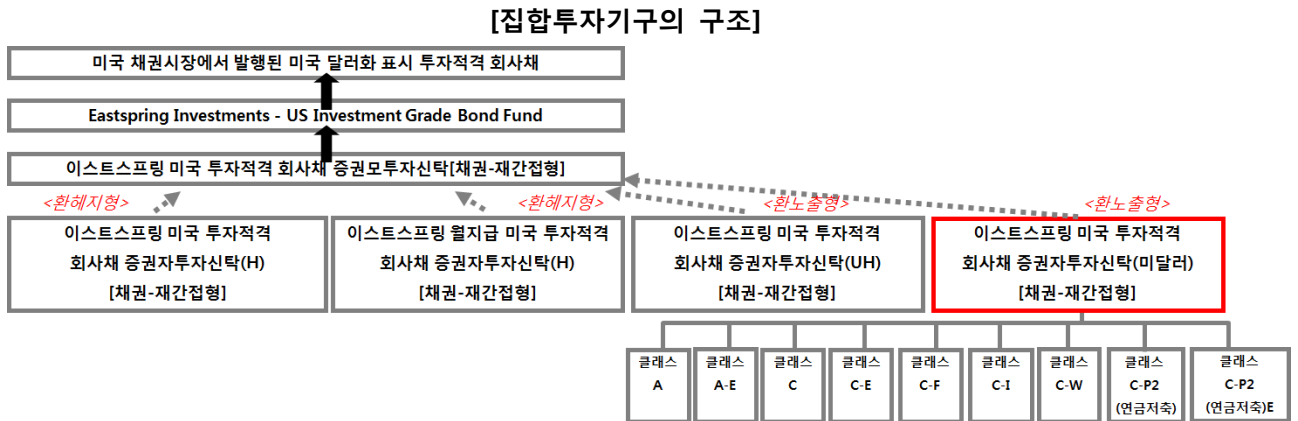 [집합투자기구의 구조]
미국 채권시장에서 발행된 미국 달러화 표시 투자적격 회사채
Eastspring Investments - US Investment Grade Bond Fund
이스트스프링 미국 투자적격 회사채 증권모투자신탁[채권-재간접형]
<환헤지형>
<환헤지형>
<환노출형>
<환노출형>
이스트스프링 미국 투자적격
회사채 증권자투자신탁(H)
[채권-재간접형]
이스트스프링 월지급 미국 투자적격
회사채 증권자투자신탁(H)
[채권-재간접형]
이스트스프링 미국 투자적격
회사채 증권자투자신탁(UH)
[채권-재간접형]
이스트스프링 미국 투자적격
회사채 증권자투자신탁(미달러)
[채권-재간접형]
클래스
A
클래스
A-E
클래스
C
클래스
C-E
클래스
C-F
클래스
C-I
클래스
C-W
클래스
C-P2
(연금저축)
클래스
C-P2
(연금저축)E